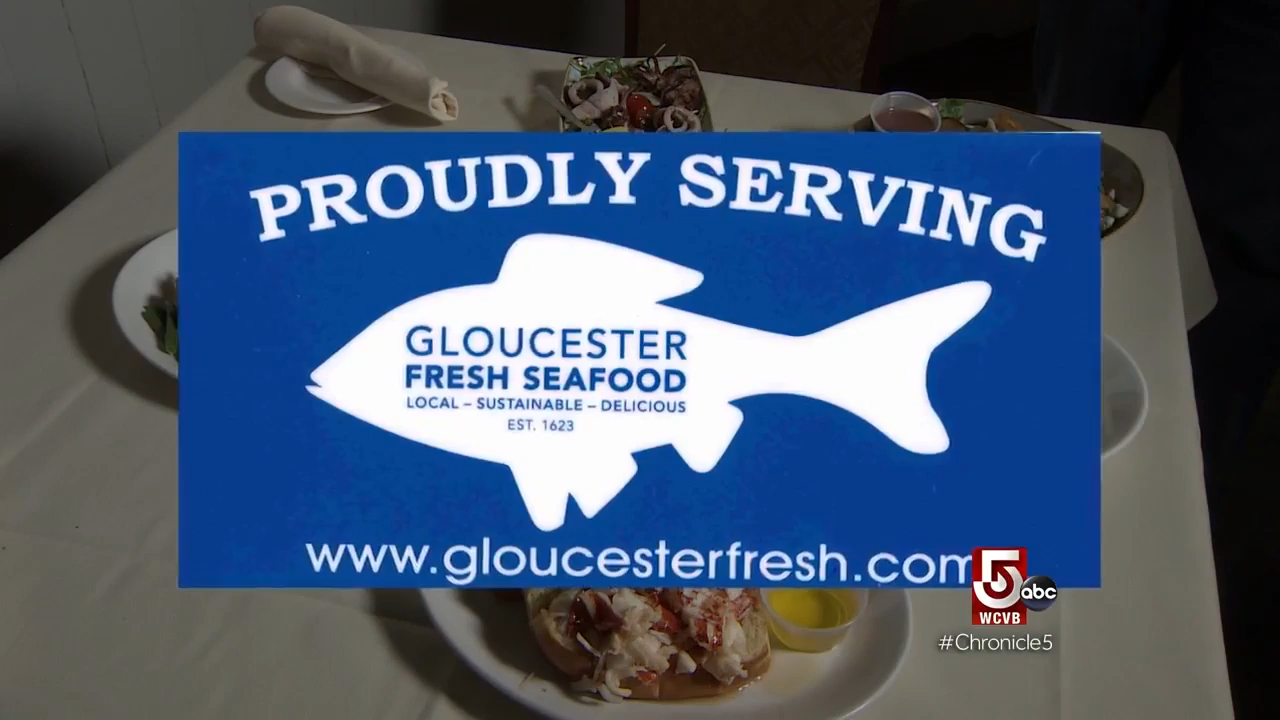 PROUDLY SERVING
GLOUCESTER
FRESH SEAFOOD
LOCAL – SUSTAINABLE – DELICIOUS
EST. 1623
www.gloucesterfresh.com
5
abc
WCVB
#Chronicle5